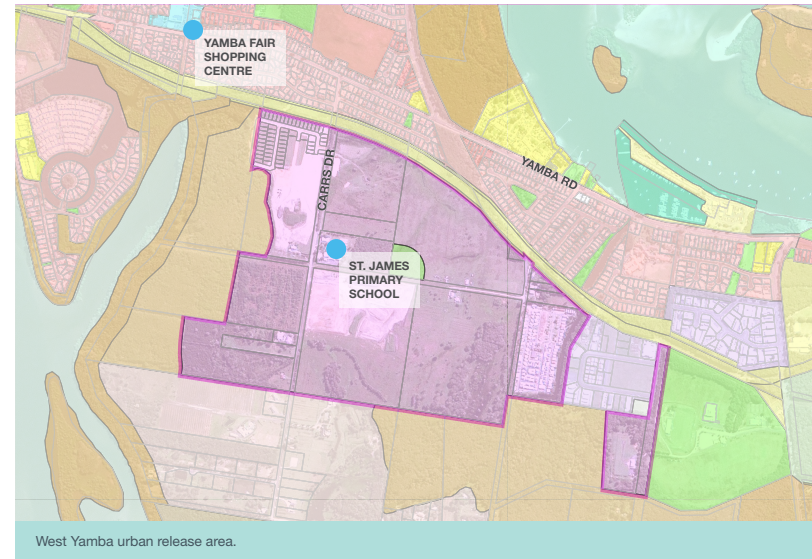 YAMBA FAIR
SHOPPING
CENTRE
YAMBA RD
CARRS DR
ST. JAMES
PRIMARY
SCHOOL
West Yamba urban release area.